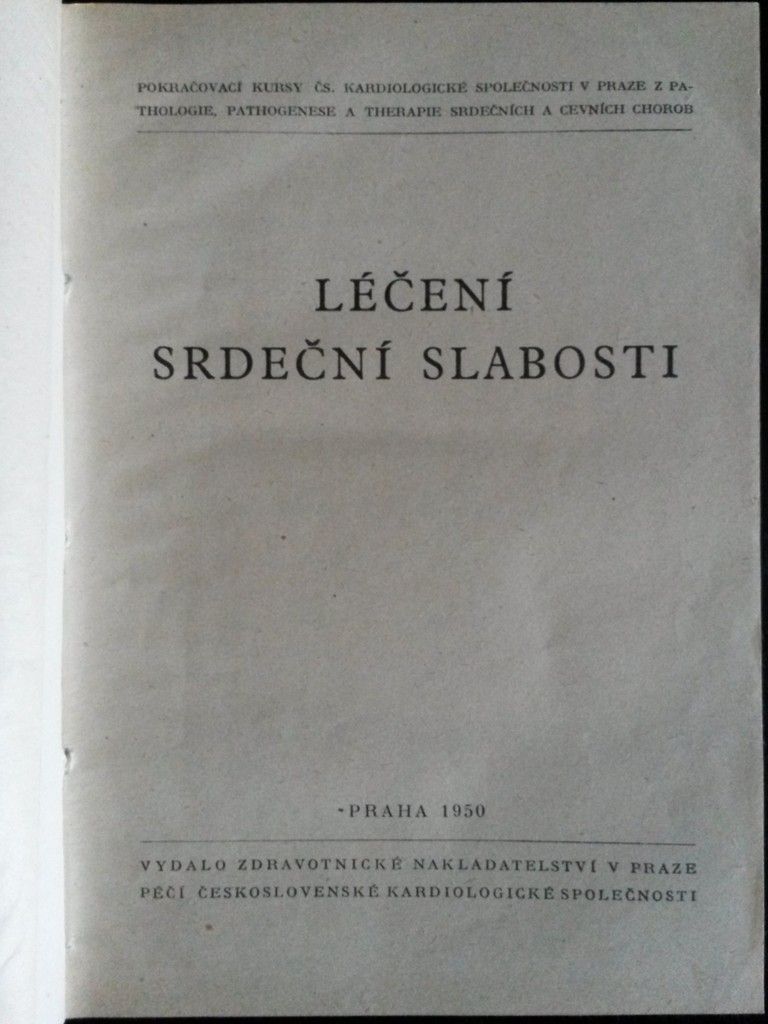 POKRAČOVACÍ KURSY ČS. KARDIOLOGICKÉ SPOLEČNOSTI V PRAZE Z PA-
THOLOGIE, PATHOGENESE A THERAPIE SRDEČNÍCH A CEVNÍCH CHOROB
LÉČENÍ
SRDEČNÍ SLABOSTI
PRAHA 1950
VYDALO ZDRAVOTNICKÉ NAKLADATELSTVÍ V PRAZE
PÉČÍ ČESKOSLOVENSKÉ KARDIOLOGICKÉ SPOLEČNOSTI